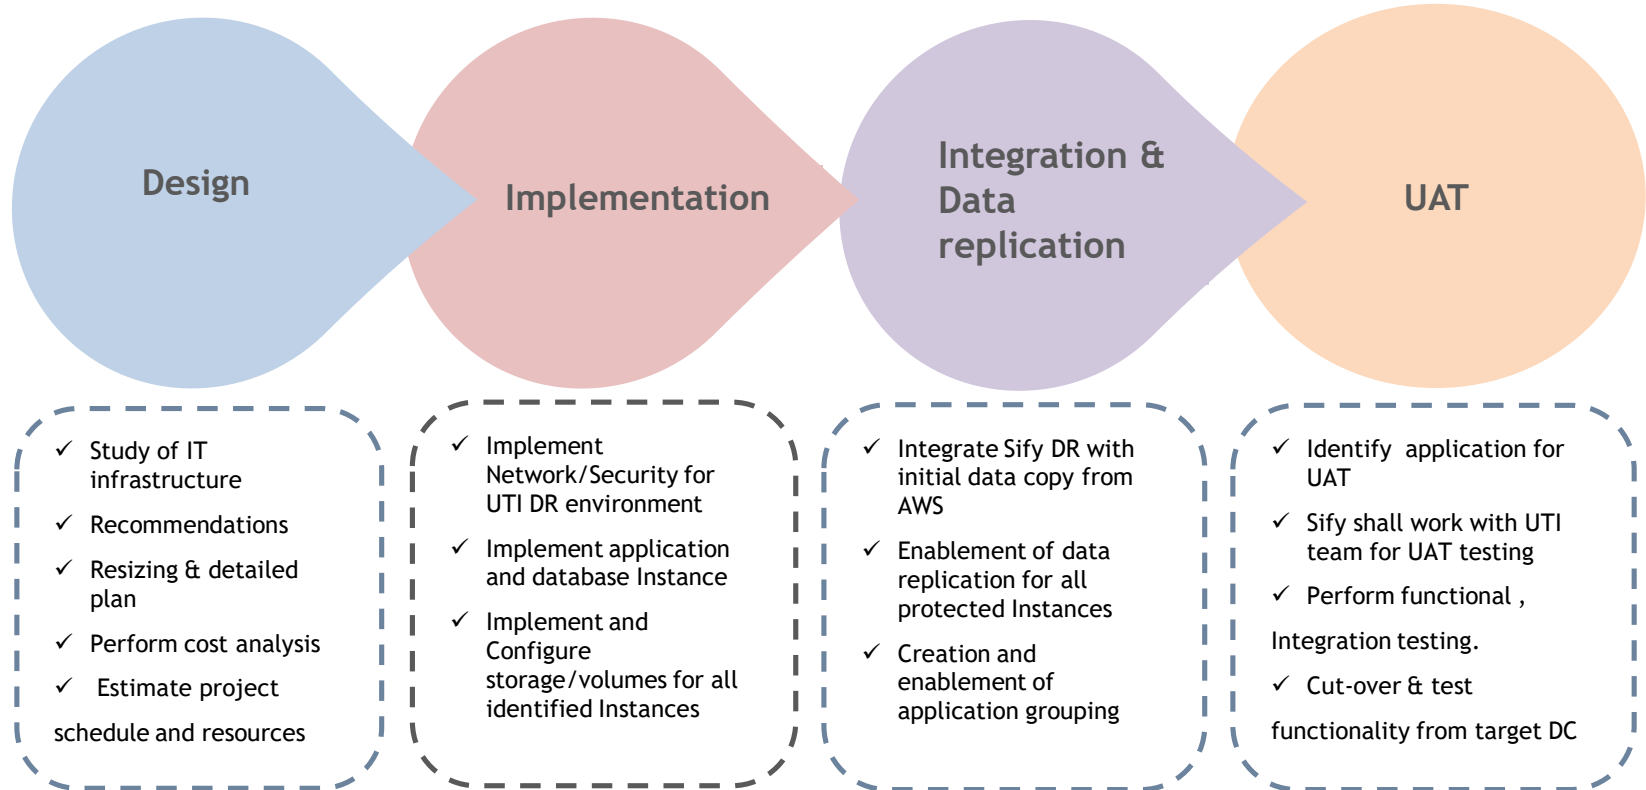 Design
Implementation
Integration &
Data
replication
UAT
✓ Study of IT
infrastructure
✓ Recommendations
✓ Resizing & detailed
plan
✓ Perform cost analysis
✓ Estimate project
schedule and resources
✓ Implement
Network/Security for
UTI DR environment
✓ Implement application
and database Instance
✓ Implement and
Configure
storage/volumes for all
identified Instances
✓ Integrate Sify DR with
initial data copy from
AWS
✓ Enablement of data
replication for all
protected Instances
✓ Creation and
enablement of
application grouping
✓ Identify application for
UAT
✓ Sify shall work with UTI
team for UAT testing
✓ Perform functional ,
Integration testing.
✓ Cut-over & test
functionality from target DC